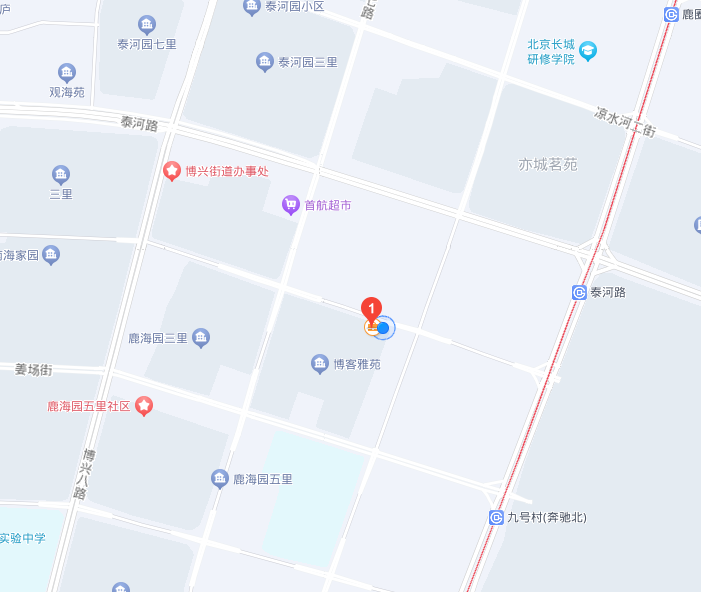 庐
泰河园小区
七路
鹿圈
泰河园七里
北京长城
研修学院
泰河园三里
观海苑
凉水河二街
泰河路
亦城茗苑
博兴街道办事处
三里
首航超市
海家园
泰河路
1
鹿海园三里
博客雅苑
姜场街
鹿海园五里社区
博兴八路
鹿海园五里
九号村(奔驰北)
实验中学